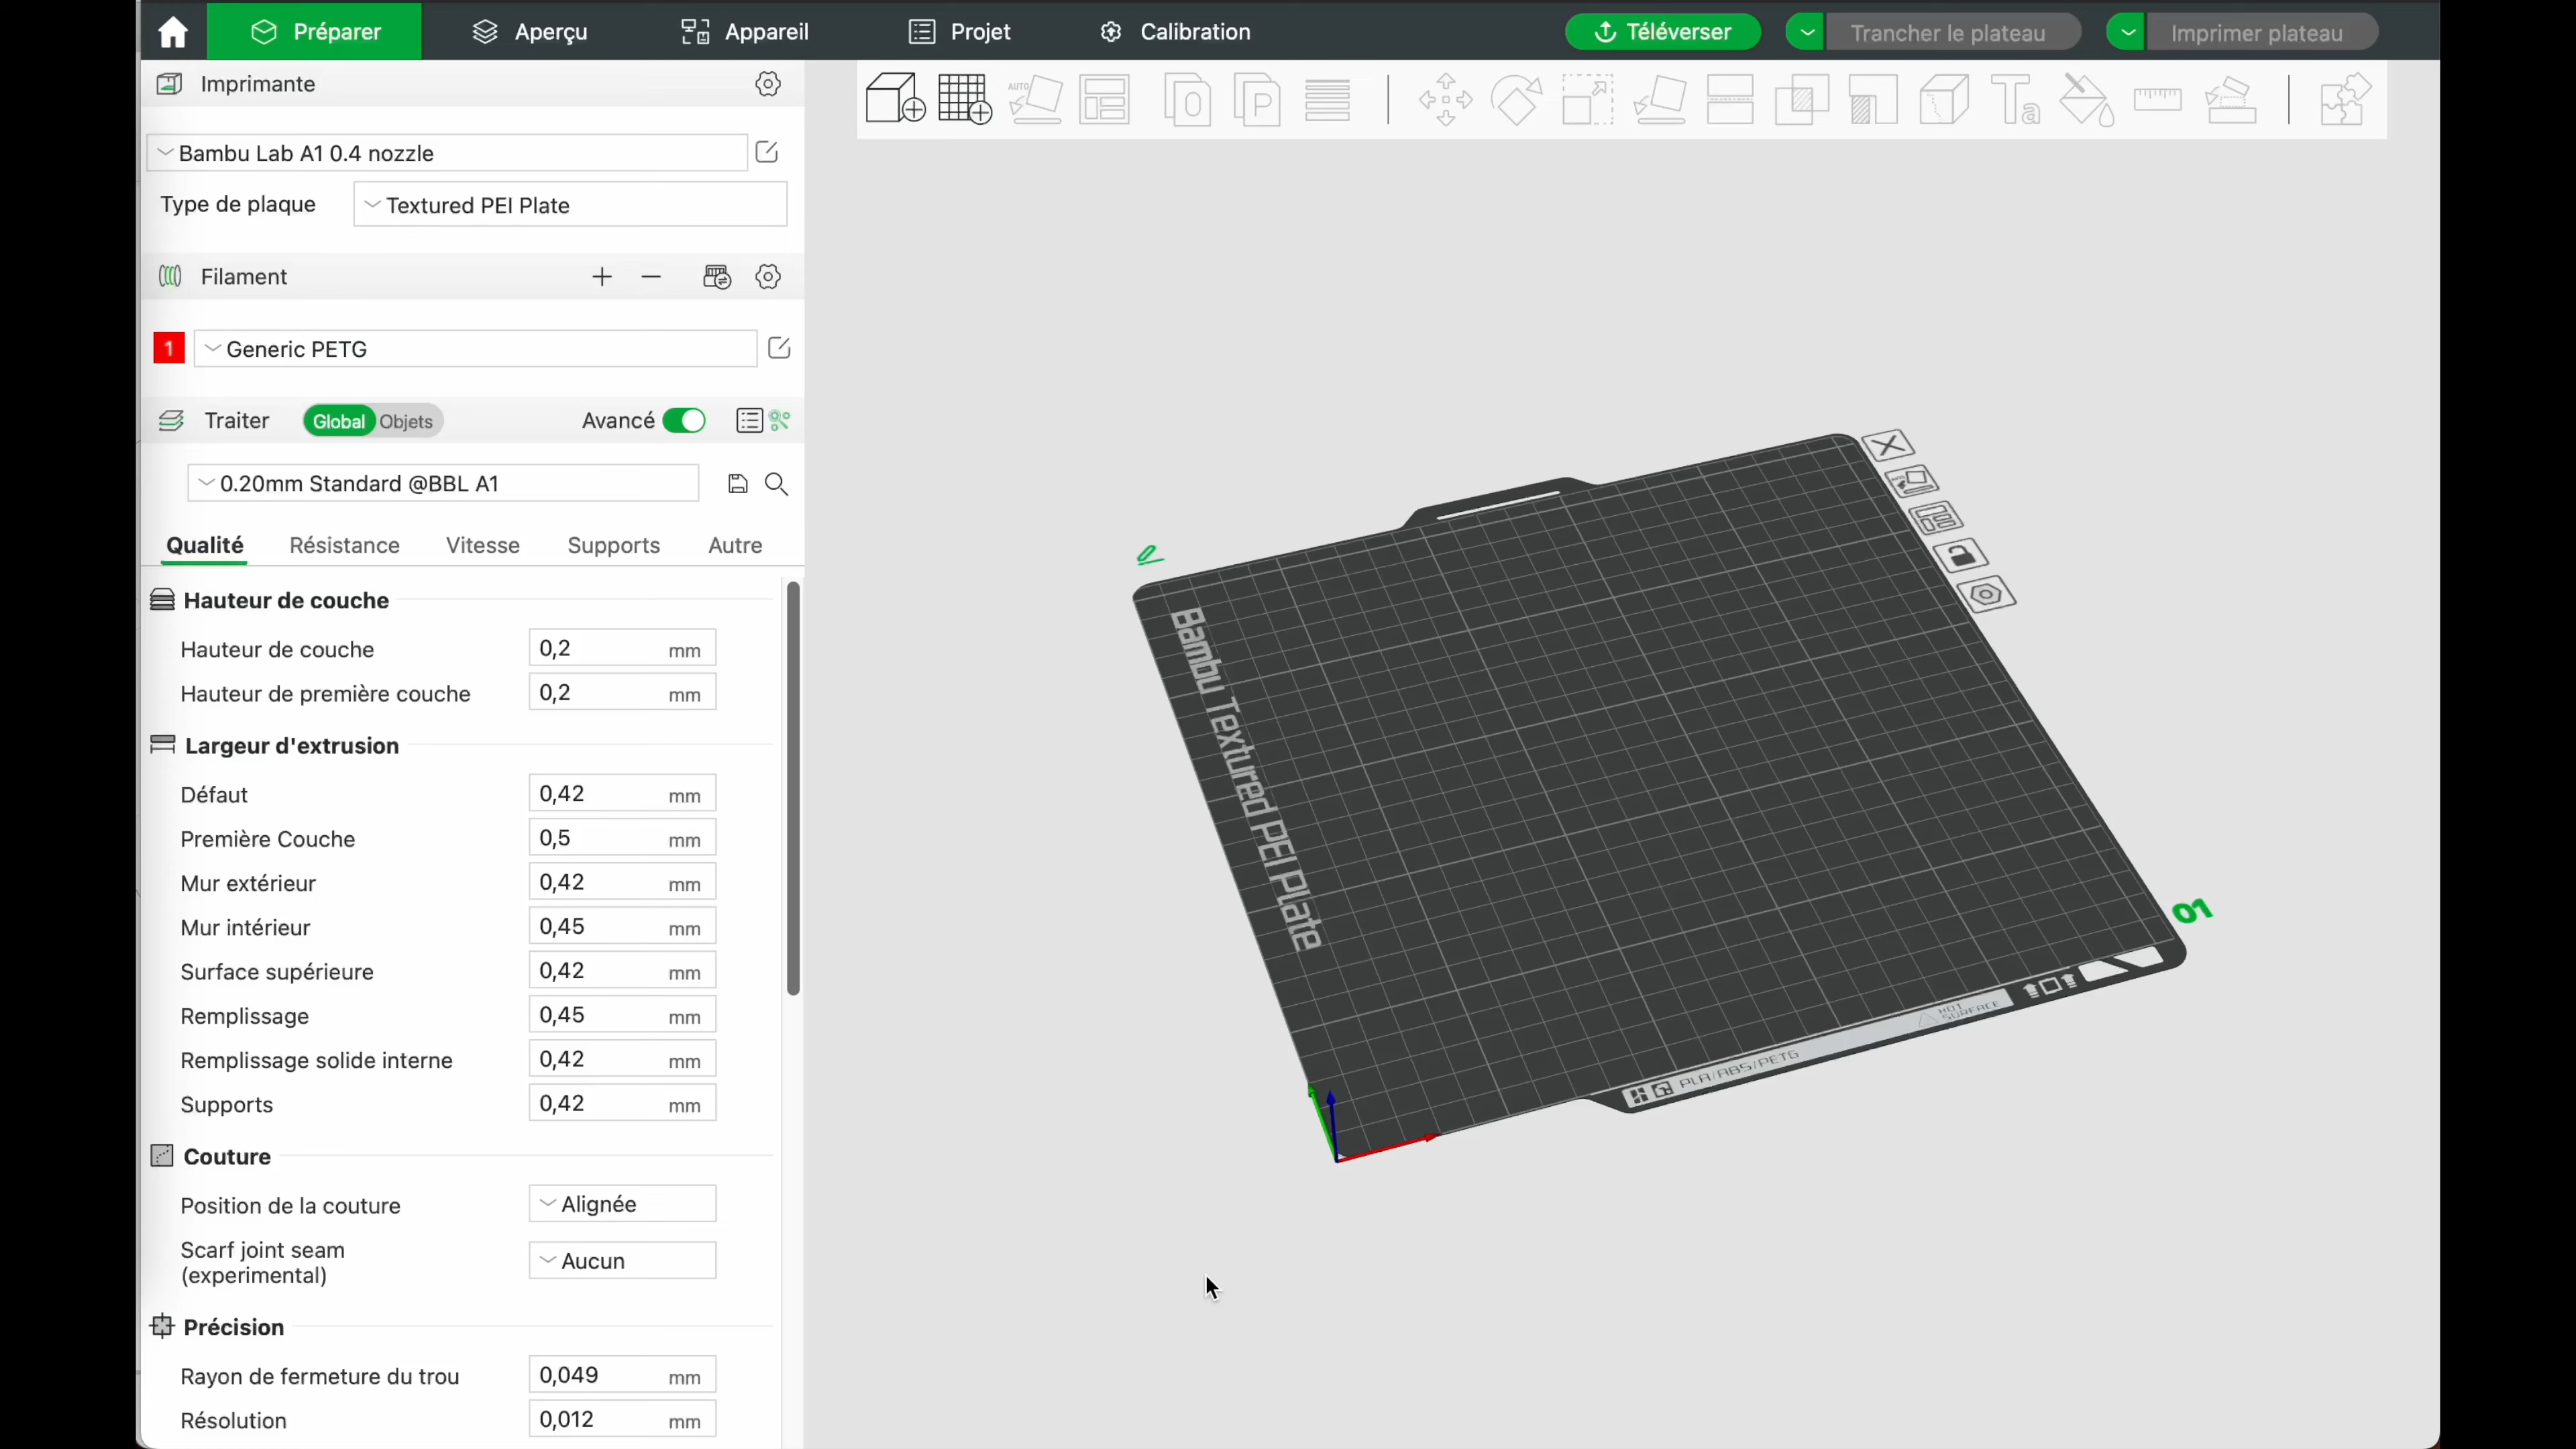 Préparer
Aperçu
Appareil
Projet
Calibration
Téléverser
Trancher le plateau
Imprimer plateau
Imprimante
Bambu Lab A1 0.4 nozzle
Type de plaque
Textured PEI Plate
Filament
1
Generic PETG
Traiter
Global
Objets
Avancé
0.20mm Standard @BBL A1
Qualité
Résistance
Vitesse
Supports
Autre
Hauteur de couche
Hauteur de couche 0,2 mm
Hauteur de première couche 0,2 mm
Largeur d'extrusion
Défaut 0,42 mm
Première Couche 0,5 mm
Mur extérieur 0,42 mm
Mur intérieur 0,45 mm
Surface supérieure 0,42 mm
Remplissage 0,45 mm
Remplissage solide interne 0,42 mm
Supports 0,42 mm
Couture
Position de la couture Alignée
Scarf joint seam
(experimental) Aucun
Précision
Rayon de fermeture du trou 0,049 mm
Résolution 0,012 mm
AUTO
O
P
Ta
Bambu Textured PEI Plate
01
HOT
SURFACE
PLA/ABS/PETG